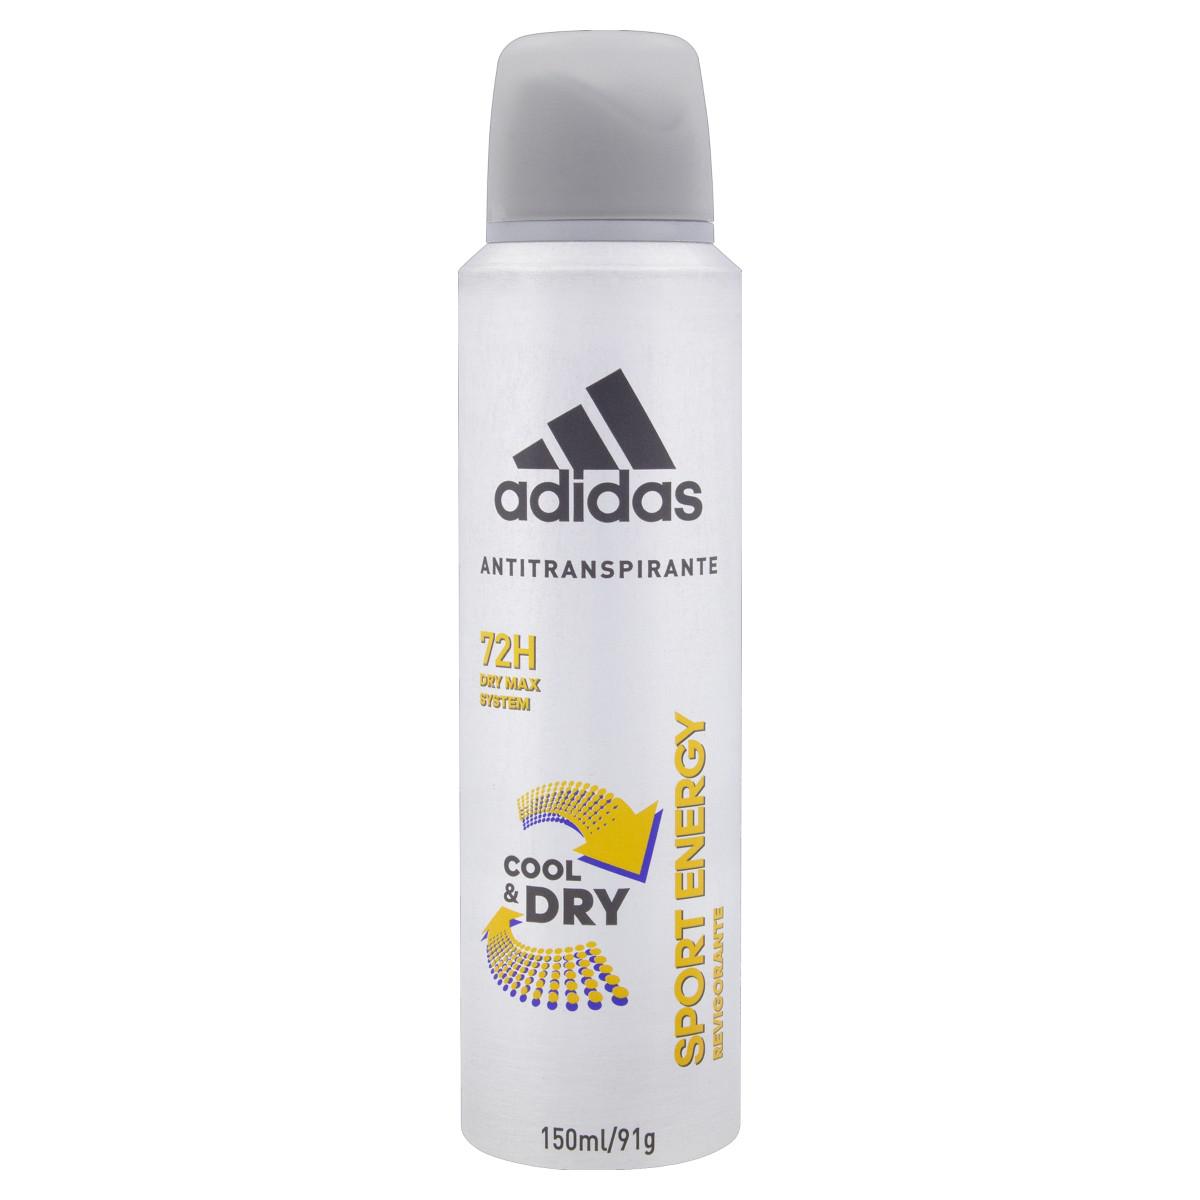 adidas
ANTITRANSPIRANTE
72H
DRY MAX
SYSTEM
COOL
& DRY
SPORT ENERGY
REVIGORANTE
150ml/91g